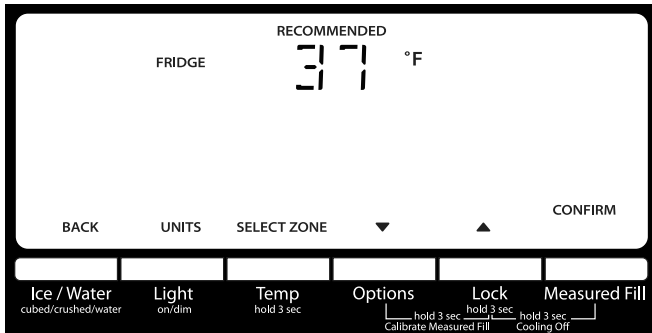 RECOMMENDED
FRIDGE 37 °F
CONFIRM
BACK UNITS SELECT ZONE ▼ ▲
Ice / Water Light Temp Options Lock Measured Fill
cubed/crushed/water on/dim hold 3 sec hold 3 sec hold 3 sec hold 3 sec
Calibrate Measured Fill Cooling Off